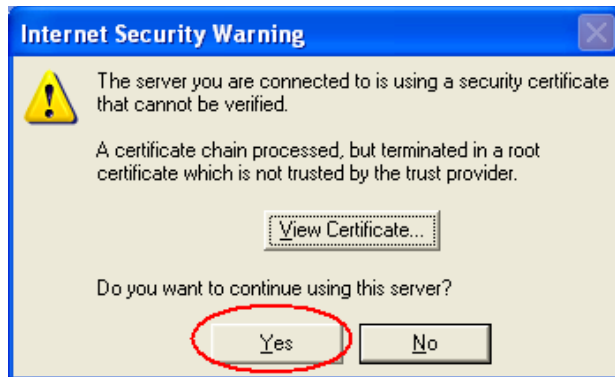 Internet Security Warning
The server you are connected to is using a security certificate
that cannot be verified.
A certificate chain processed, but terminated in a root
certificate which is not trusted by the trust provider.
View Certificate...
Do you want to continue using this server?
Yes No